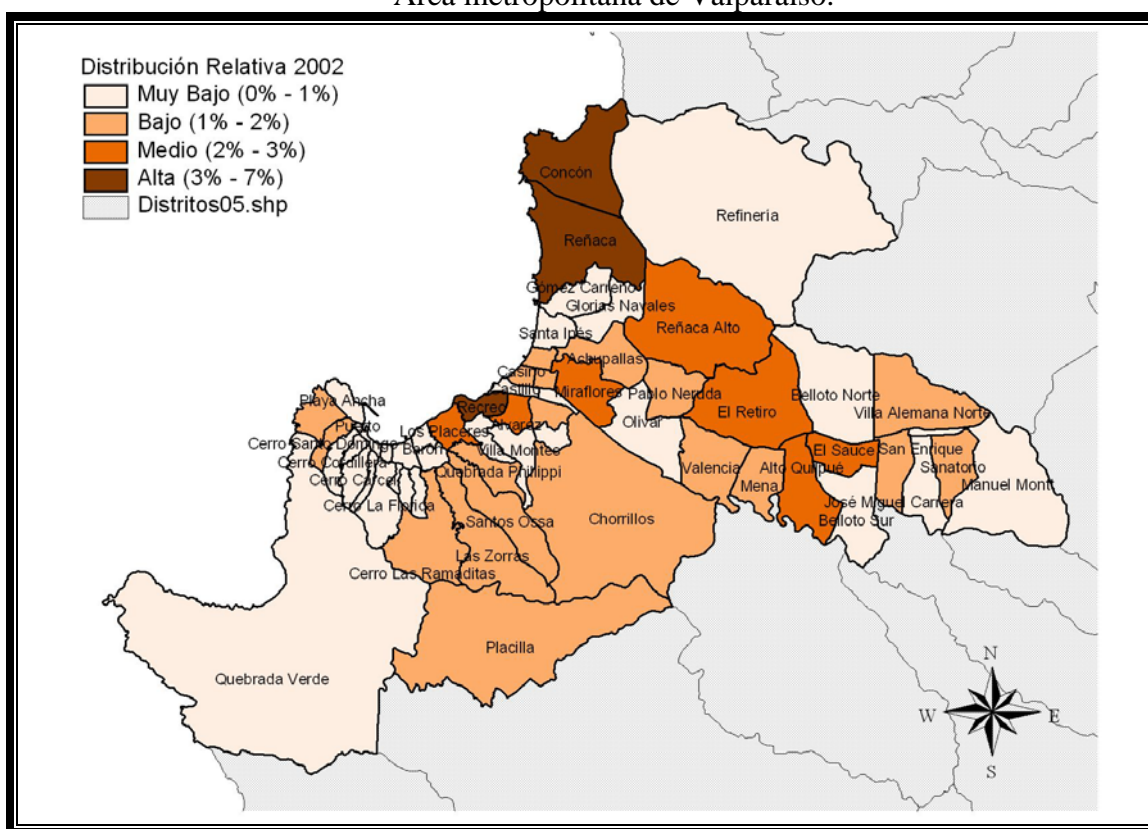 Área metropolitana de Valparaíso.
Distribución Relativa 2002
Muy Bajo (0% - 1%)
Bajo (1% - 2%)
Medio (2% - 3%)
Alta (3% - 7%)
Distritos05.shp
Concón
Refineria
Reñaca
Gómez Carreño
Glorias Navales
Santa Inés
Reñaca Alto
Achupallas
Casino
Castillo
Miraflores
Pablo Neruda
Belloto Norte
Playa Ancha
Recreo
El Retiro
Villa Alemana Norte
Puerto
Los Placeres
Alvarez
Olivar
Cerro Santo Domingo
Barón
Villa Montes
El Sauce
San Enrique
Cerro Cordillera
Quebrada Philippi
Valencia
Alto Quilpué
Sanatorio
Cerro Carcel
Mena
Manuel Montt
Cerro La Florida
José Miguel Carrera
Santos Ossa
Chorrillos
Belloto Sur
Las Zorras
Cerro Las Ramaditas
Placilla
Quebrada Verde
N
W
E
S